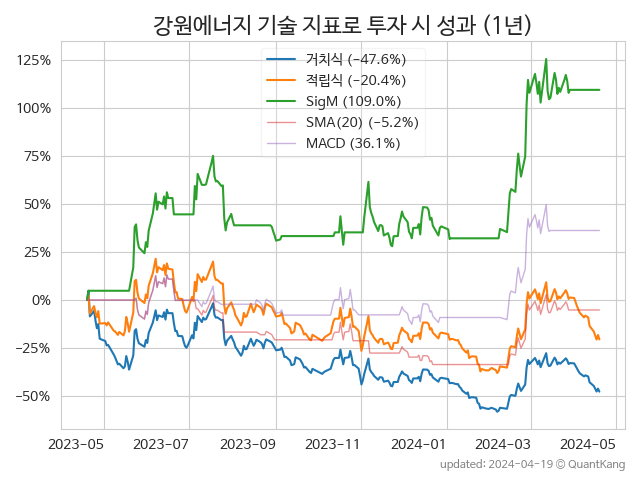 강원에너지 기술 지표로 투자 시 성과 (1년)
거치식 (−47.6%)
적립식 (−20.4%)
SigM (109.0%)
SMA(20) (−5.2%)
MACD (36.1%)
125%
100%
75%
50%
25%
0%
−25%
−50%
2023-05 2023-07 2023-09 2023-11 2024-01 2024-03 2024-05
updated: 2024-04-19 © QuantKang